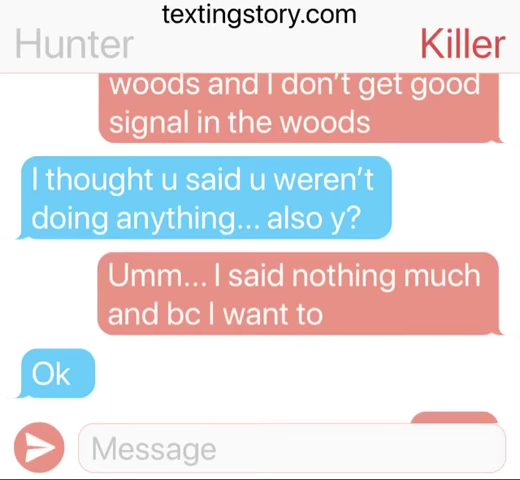 textingstory.com
Hunter Killer
woods and I don't get good
signal in the woods
I thought u said u weren't
doing anything... also y?
Umm... I said nothing much
and bc I want to
Ok
Message